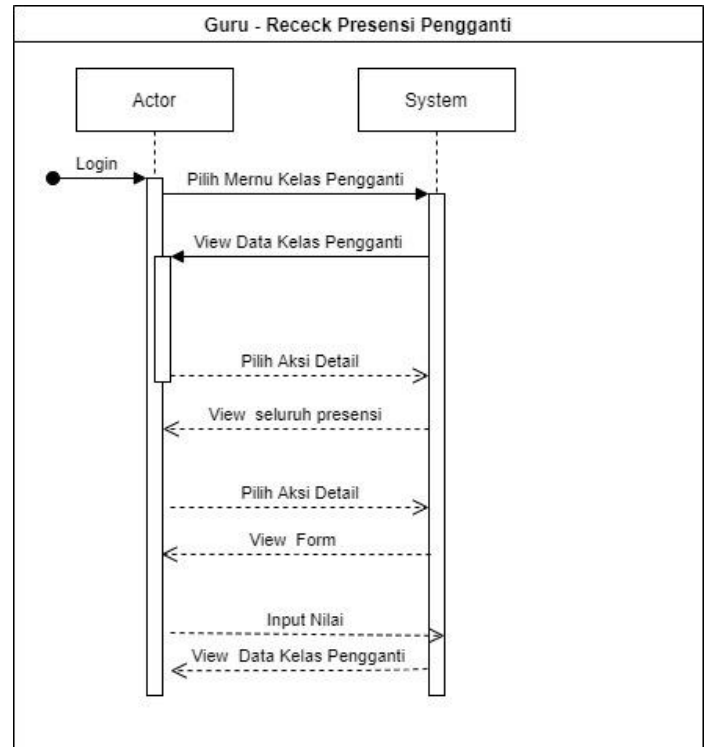 Guru - Receck Presensi Pengganti
Actor
System
Login
Pilih Mernu Kelas Pengganti
View Data Kelas Pengganti
Pilih Aksi Detail
View seluruh presensi
Pilih Aksi Detail
View Form
Input Nilai
View Data Kelas Pengganti